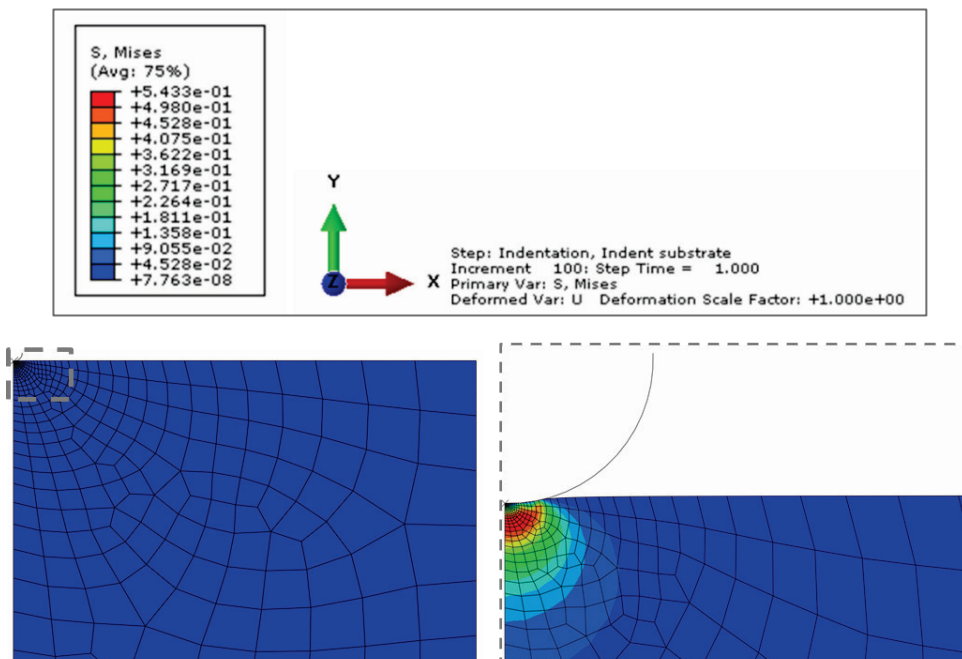 S, Mises
(Avg: 75%)
+5.433e-01
+4.980e-01
+4.528e-01
+4.075e-01
+3.622e-01
+3.169e-01
+2.717e-01
+2.264e-01
+1.811e-01
+1.358e-01
+9.055e-02
+4.528e-02
+7.763e-08
Y
Z
X
Step: Indentation, Indent substrate
Increment 100: Step Time = 1.000
Primary Var: S, Mises
Deformed Var: U Deformation Scale Factor: +1.000e+00